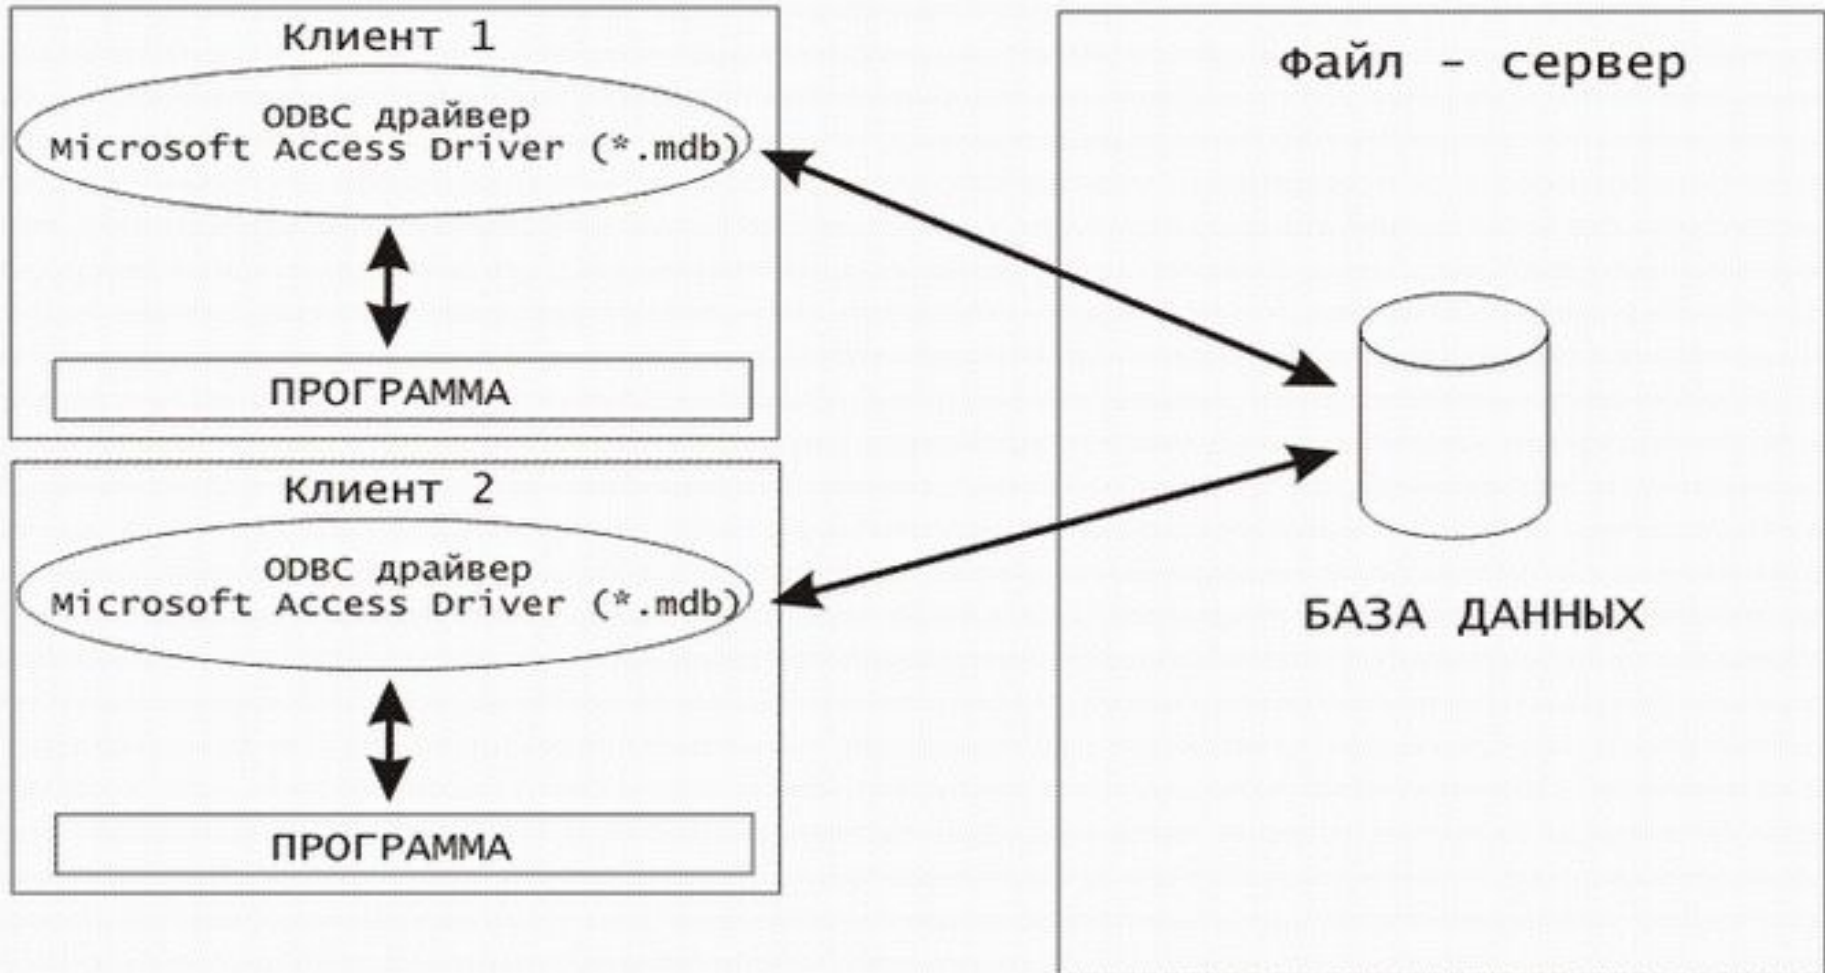 Клиент 1
ODBC драйвер
Microsoft Access Driver (*.mdb)
ПРОГРАММА
Клиент 2
ODBC драйвер
Microsoft Access Driver (*.mdb)
ПРОГРАММА
Файл - сервер
БАЗА ДАННЫХ